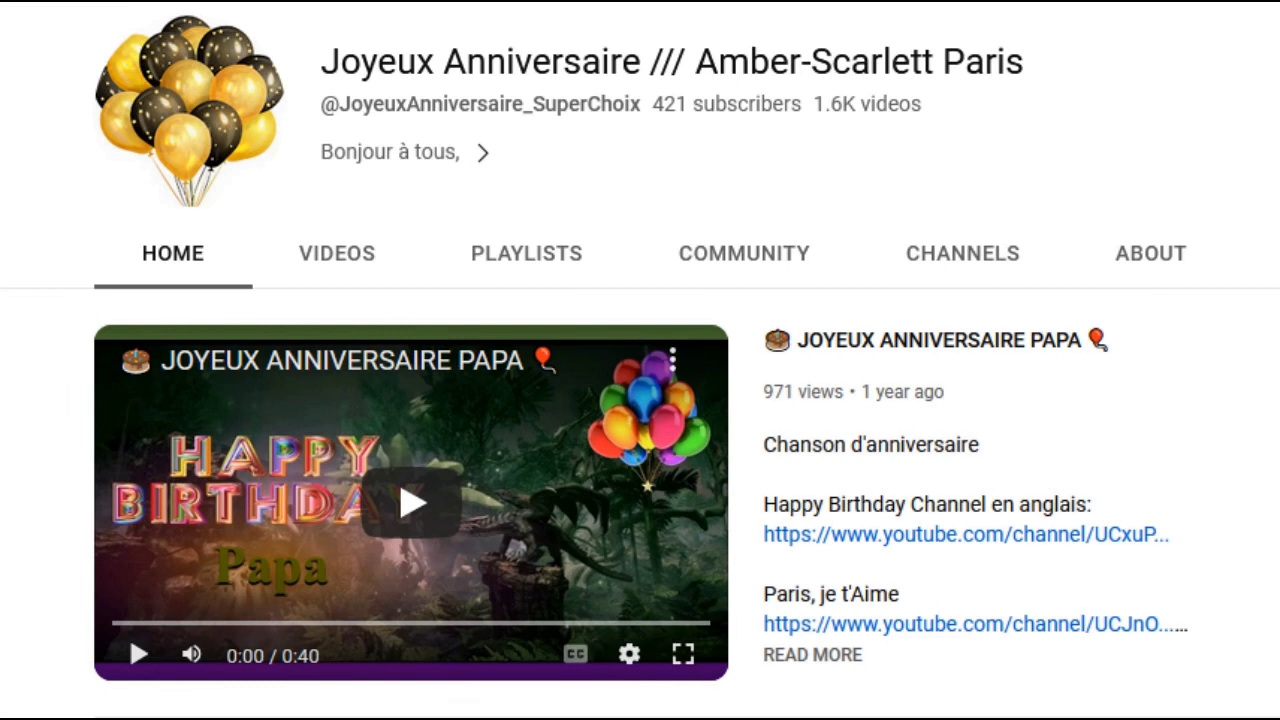 Joyeux Anniversaire /// Amber-Scarlett Paris
@JoyeuxAnniversaire_SuperChoix 421 subscribers 1.6K videos
Bonjour à tous,
HOME VIDEOS PLAYLISTS COMMUNITY CHANNELS ABOUT
🎂 JOYEUX ANNIVERSAIRE PAPA 🎈
HAPPY
BIRTHDAY
Papa
0:00 / 0:40
CC
🎂 JOYEUX ANNIVERSAIRE PAPA 🎈
971 views • 1 year ago
Chanson d'anniversaire
Happy Birthday Channel en anglais:
https://www.youtube.com/channel/UCxuP...
Paris, je t'Aime
https://www.youtube.com/channel/UCJnO......
READ MORE